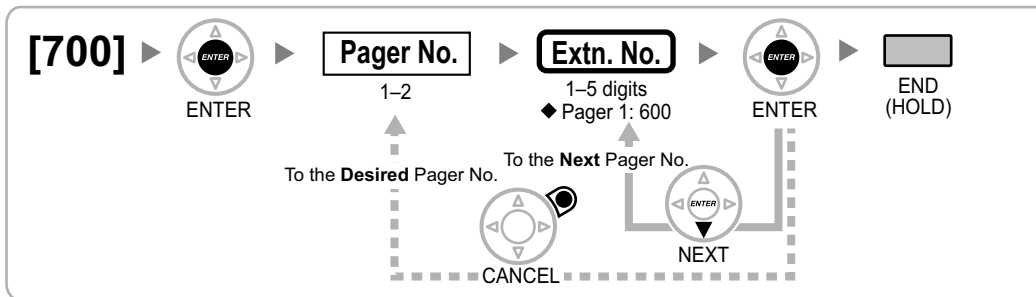 [700]
ENTER
ENTER
Pager No.
1–2
Extn. No.
1–5 digits
◆ Pager 1: 600
ENTER
ENTER
END
(HOLD)
To the Desired Pager No.
To the Next Pager No.
CANCEL
ENTER
NEXT